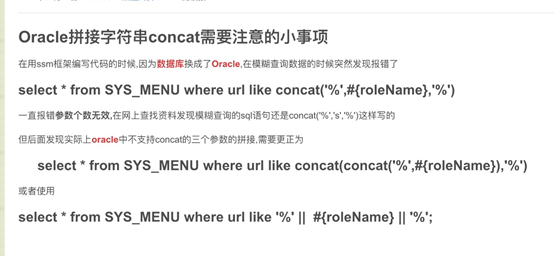 Oracle拼接字符串concat需要注意的小事项
在用ssm框架编写代码的时候,因为数据库换成了Oracle,在模糊查询数据的时候突然发现报错了
select * from SYS_MENU where url like concat('%',#{roleName},'%')
一直报错参数个数无效,在网上查找资料发现模糊查询的sql语句还是concat('%','s','%')这样写的
但后面发现实际上oracle中不支持concat的三个参数的拼接,需要更正为
select * from SYS_MENU where url like concat(concat('%',#{roleName}),'%')
或者使用
select * from SYS_MENU where url like '%' || #{roleName} || '%';